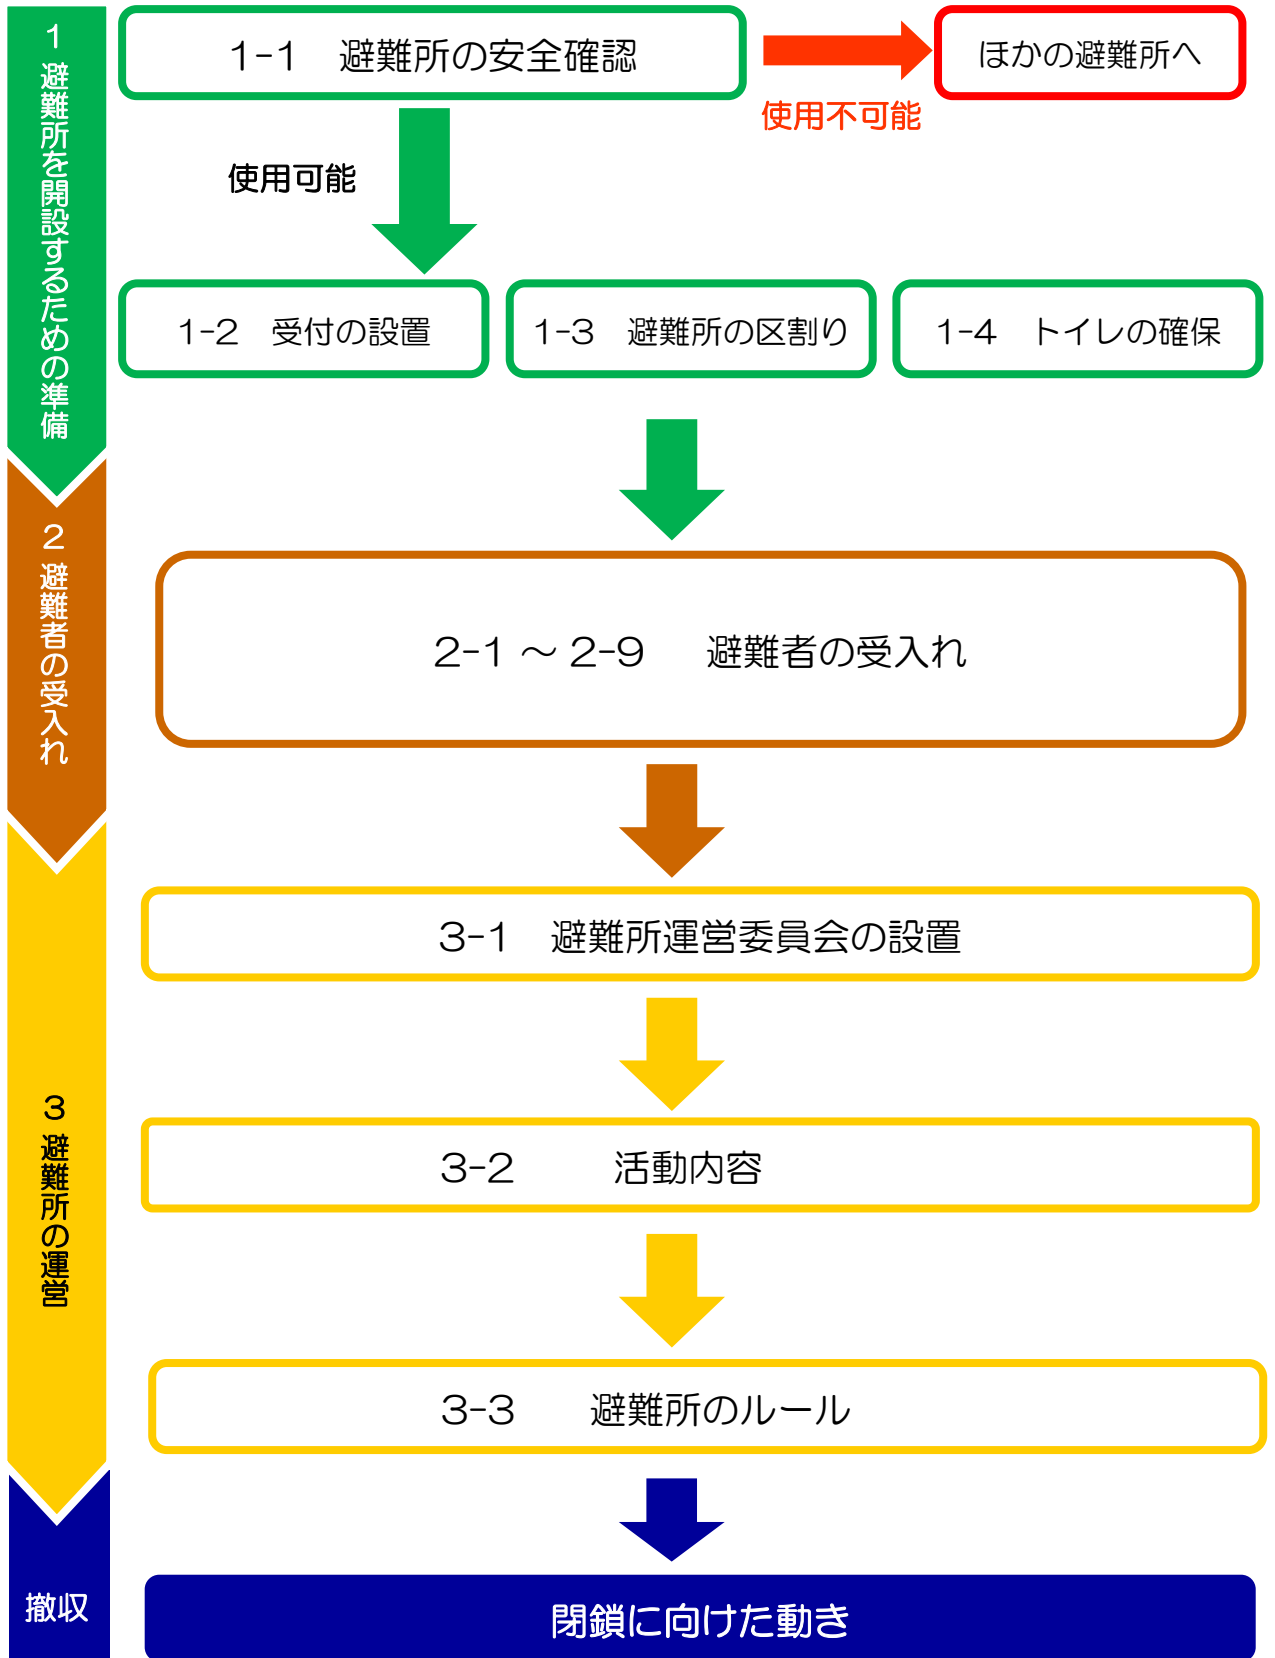 1 避難所を開設するための準備
1-1 避難所の安全確認
ほかの避難所へ
使用不可能
使用可能
1-2 受付の設置
1-3 避難所の区割り
1-4 トイレの確保
2 避難者の受入れ
2-1 ～ 2-9 避難者の受入れ
3 避難所の運営
3-1 避難所運営委員会の設置
3-2 活動内容
3-3 避難所のルール
撤収
閉鎖に向けた動き